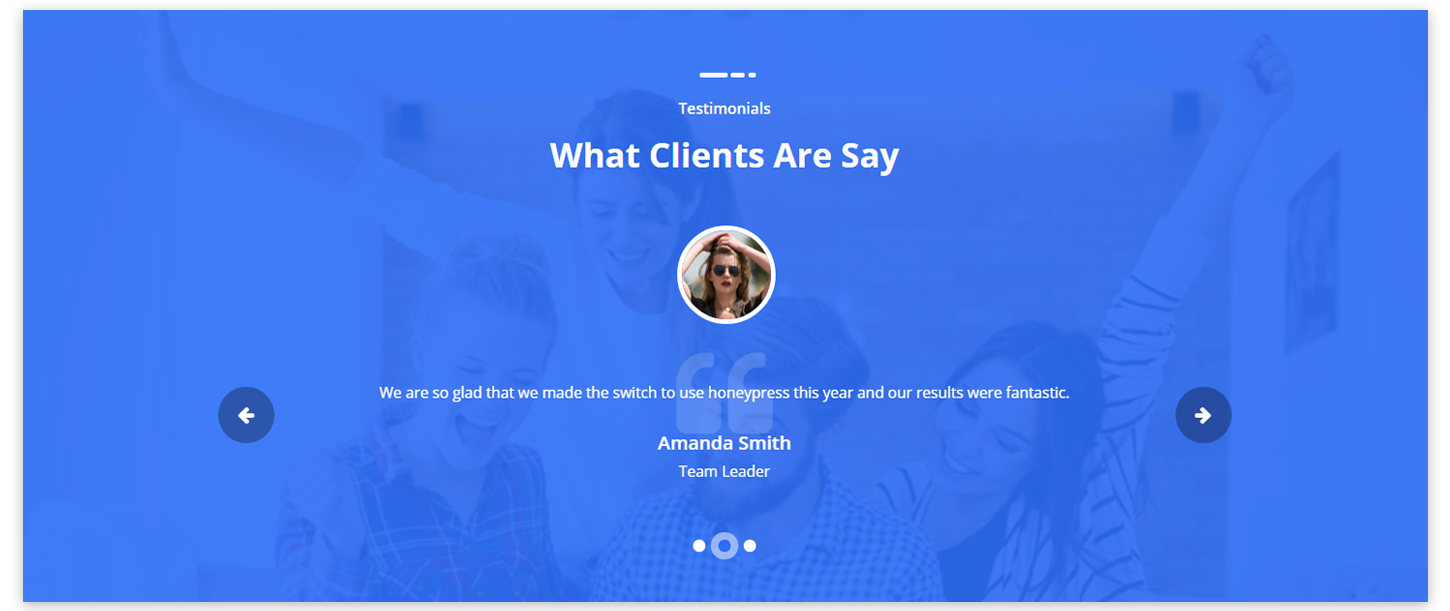 Testimonials
What Clients Are Say
We are so glad that we made the switch to use honeypress this year and our results were fantastic.
Amanda Smith
Team Leader